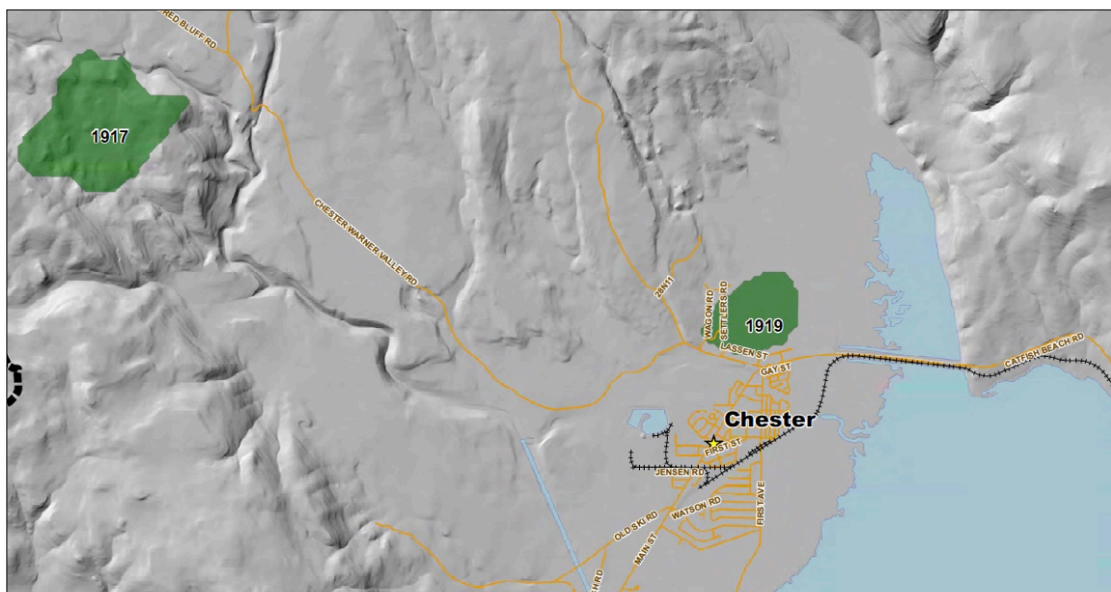 RED BLUFF RD
1917
CHESTER WARNER VALLEY RD
28N11
WAGON RD
SETTLERS RD
1919
LASSEN ST
GAY ST
CATFISH BEACH RD
Chester
FIRST ST
JENSEN RD
WATSON RD
FIRST AVE
OLD SKI RD
MAIN ST
H RD